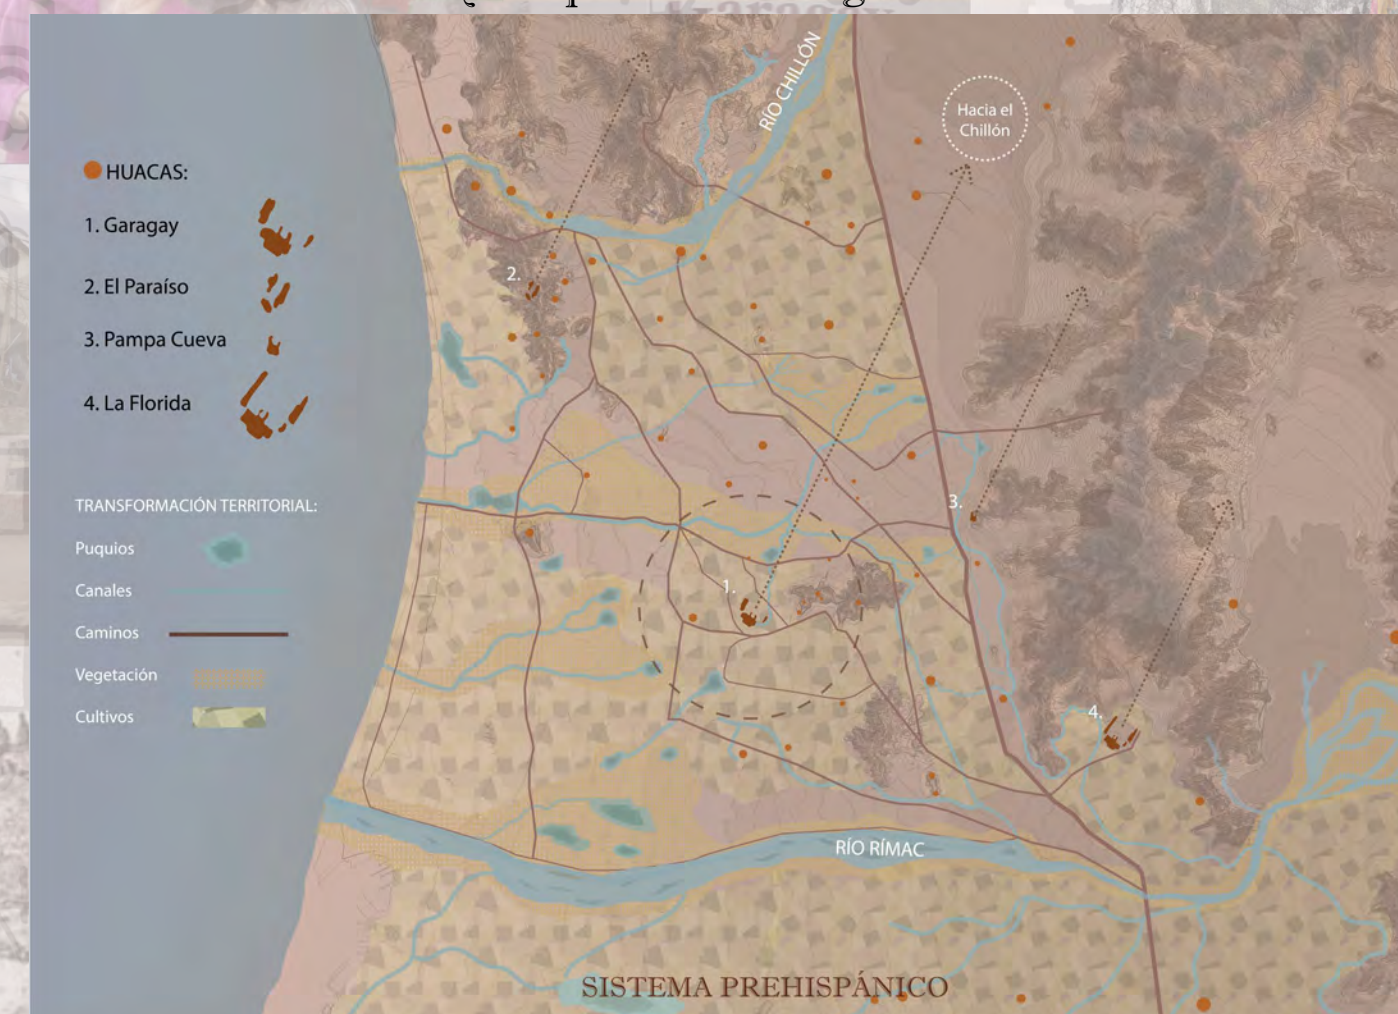 RÍO CHILLÓN
Hacia el
Chillón
HUACAS:
1. Garagay
2. El Paraíso
3. Pampa Cueva
4. La Florida
TRANSFORMACIÓN TERRITORIAL:
Puquios
Canales
Caminos
Vegetación
Cultivos
2.
3.
1.
4.
RÍO RÍMAC
SISTEMA PREHISPÁNICO